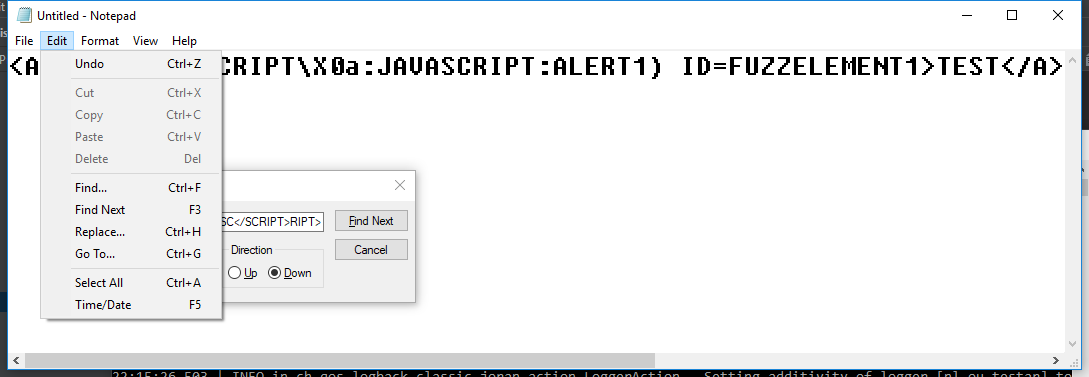 Untitled - Notepad
File Edit Format View Help
<A CRIPT\X0a:JAVASCRIPT:ALERT1) ID=FUZZELEMENT1>TEST</A>
Undo Ctrl+Z
Cut Ctrl+X
Copy Ctrl+C
Paste Ctrl+V
Delete Del
Find... Ctrl+F
Find Next F3
Replace... Ctrl+H
Go To... Ctrl+G
Select All Ctrl+A
Time/Date F5
SC</SCRIPT>RIPT> Find Next
Cancel
Direction
Up Down
22:15:26,503 | INFO in ch.qos.logback.classic.joran.action.LoggerAction - Setting additivity of logger [nl.ou.testar] to